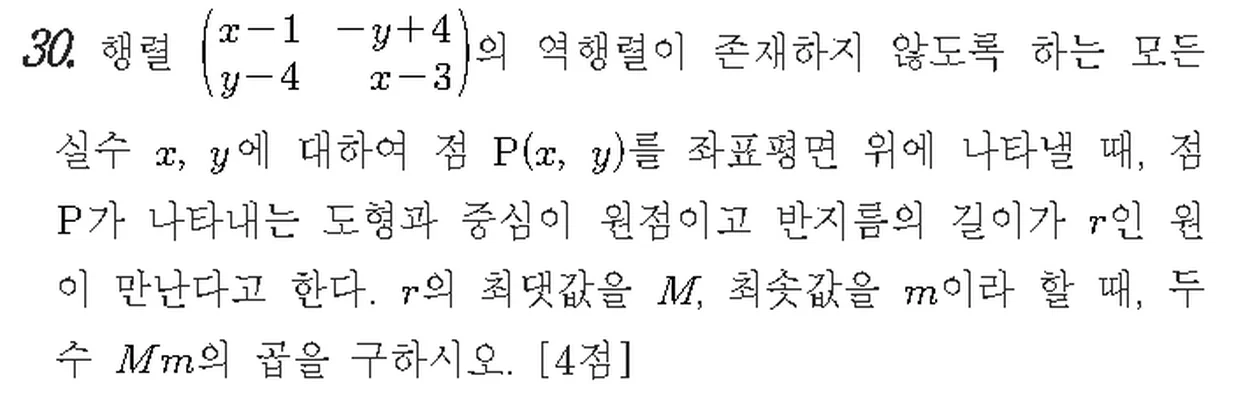 30. 행렬 $\begin{pmatrix} x-1 & -y+4 \\ y-4 & x-3 \end{pmatrix}$의 역행렬이 존재하지 않도록 하는 모든
실수 x, y에 대하여 점 P(x, y)를 좌표평면 위에 나타낼 때, 점
P가 나타내는 도형과 중심이 원점이고 반지름의 길이가 r인 원
이 만난다고 한다. r의 최댓값을 M, 최솟값을 m이라 할 때, 두
수 Mm의 곱을 구하시오. [4점]